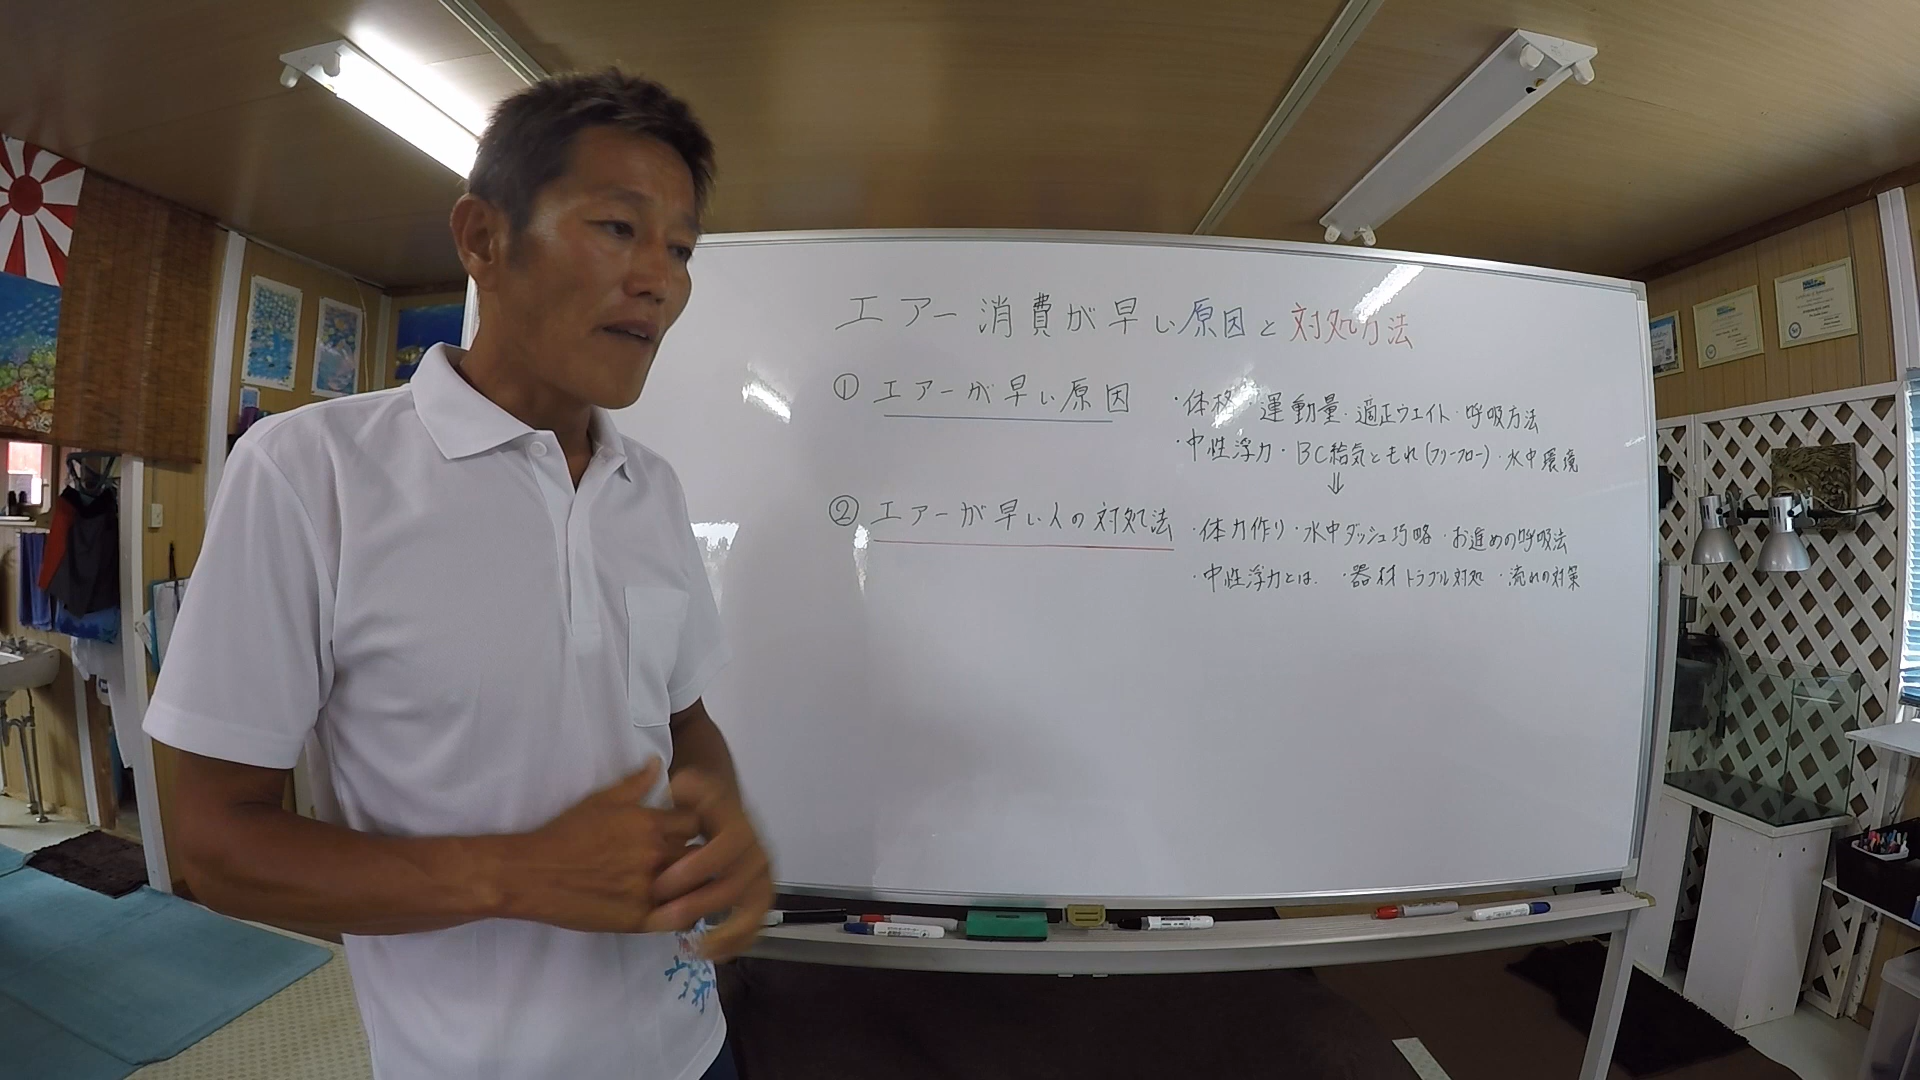 エアー消費が早い原因と対処方法
① エアーが早い原因 ・体格・運動量・適正ウエイト・呼吸方法
・中性浮力・BC給気ともれ(フリーフロー)・水中環境
⇓
② エアーが早い人の対処法 ・体力作り・水中ダッシュ巧略・お進めの呼吸法
・中性浮力とは ・器材トラブル対処 ・流れの対策